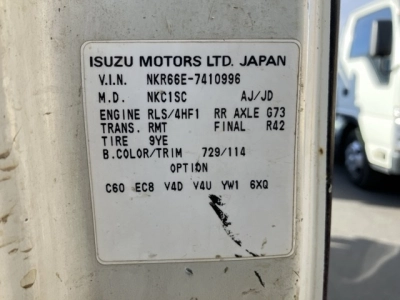 ISUZU MOTORS LTD. JAPAN
V.I.N. NKR66E-7410996
M.D. NKC1SC AJ/JD
ENGINE RLS/4HF1 RR AXLE G73
TRANS. RMT FINAL R42
TIRE 9YE
B.COLOR/TRIM 729/114
OPTION
C60 EC8 V4D V4U YW1 6XQ